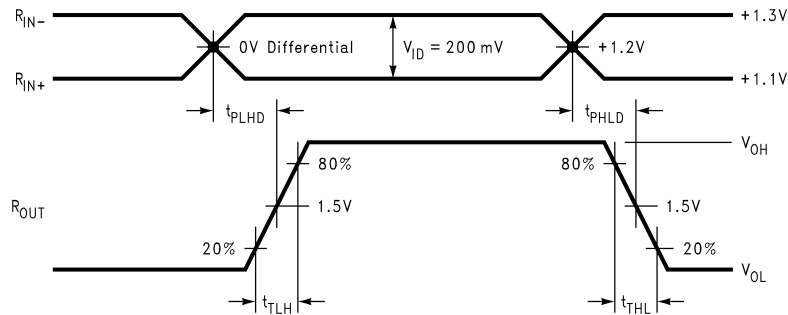 RIN- +1.3V
0V Differential VID = 200 mV +1.2V
RIN+ +1.1V
tPLHD tPHLD
VOH
80% 80%
ROUT 1.5V 1.5V
20% 20%
VOL
tTLH tTHL